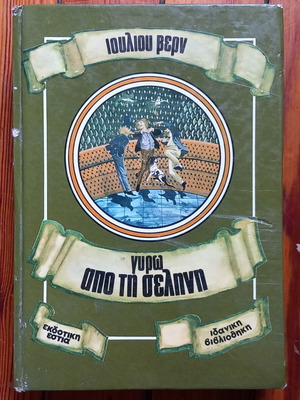 ιουλιου βερν
γυρω
απο τη σεληνη
εκδοτικη
εστια
ιδανικη
βιβλιοθηκη